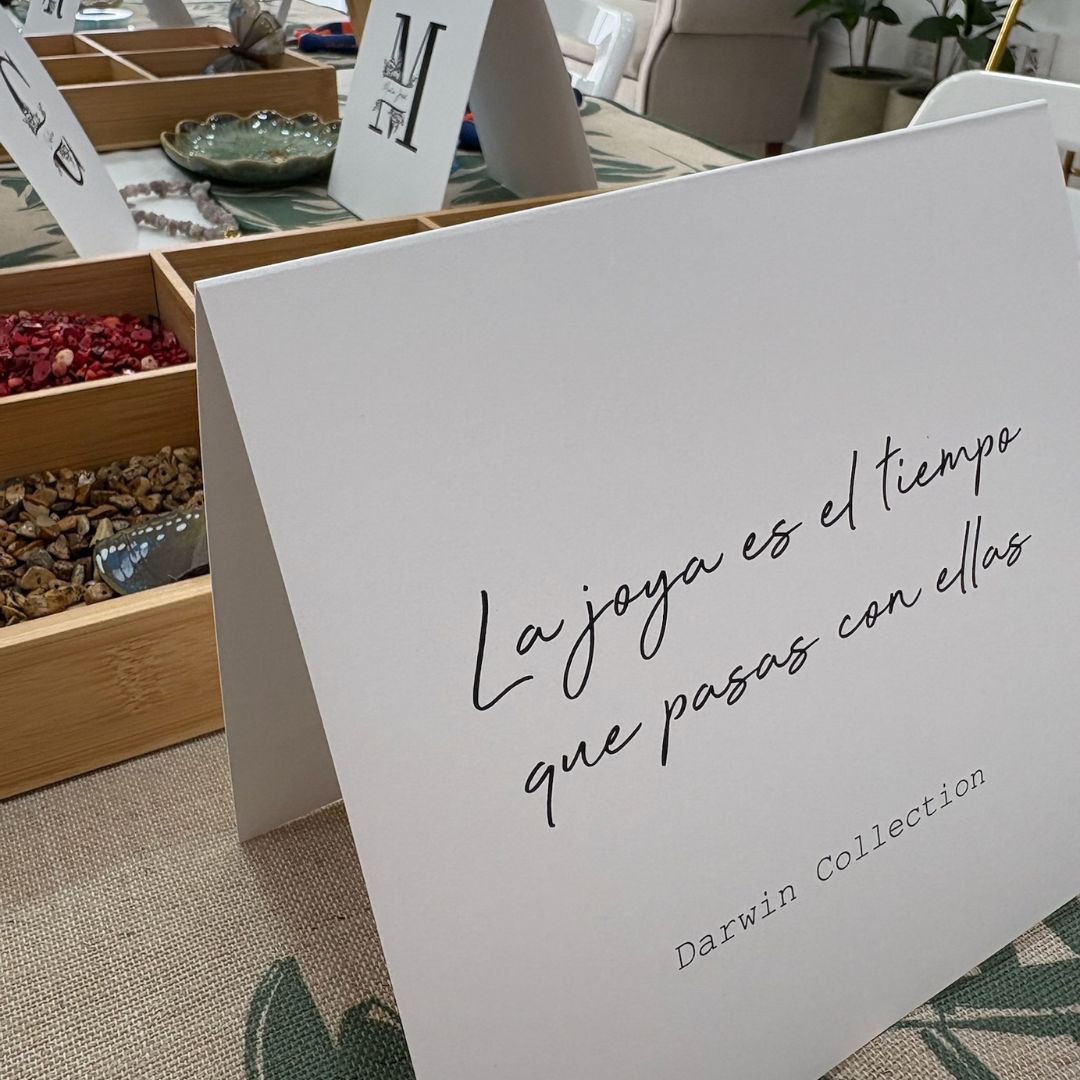 M
La joya es el tiempo
que pasas con ellas
Darwin Collection